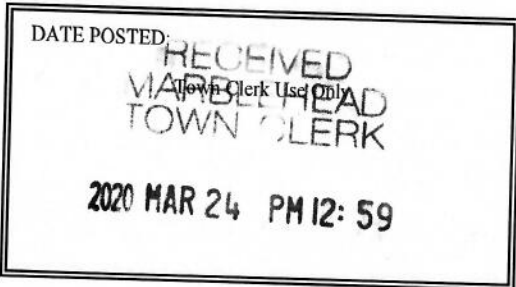 DATE POSTED:
RECEIVED
MARBLEHEAD
Town Clerk Use Only
TOWN CLERK
2020 MAR 24 PM 12: 59